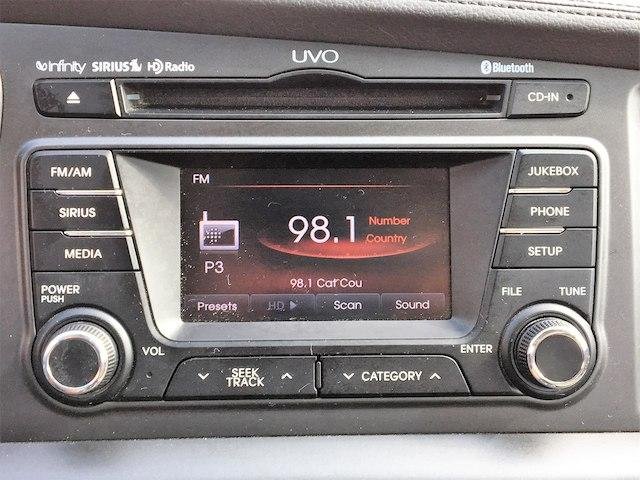 UVO
infinity SIRIUS HD Radio
Bluetooth
CD-IN
FM/AM
SIRIUS
MEDIA
POWER
PUSH
VOL
FM
98.1
Number
Country
P3
98.1 Cat Cou
Presets HD Scan Sound
JUKEBOX
PHONE
SETUP
FILE TUNE
ENTER
SEEK
TRACK
CATEGORY